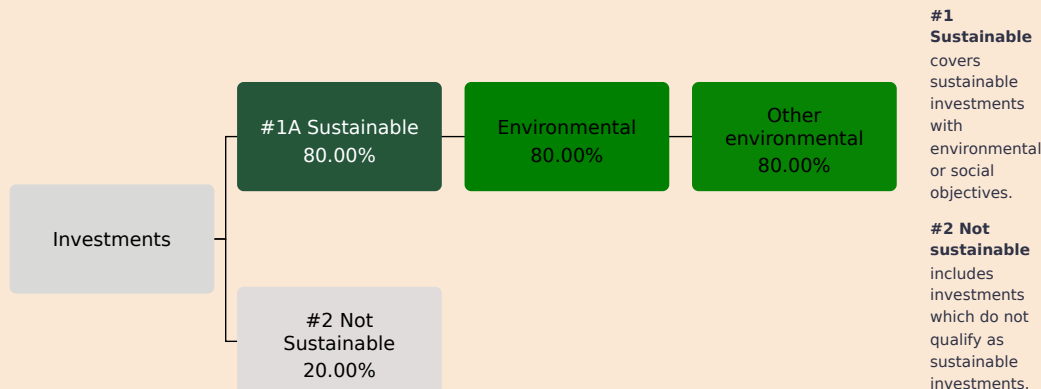 #1A Sustainable
80.00%
Environmental
80.00%
Other
environmental
80.00%
Investments
#2 Not
Sustainable
20.00%
#1
Sustainable
covers
sustainable
investments
with
environmental
or social
objectives.
#2 Not
sustainable
includes
investments
which do not
qualify as
sustainable
investments.